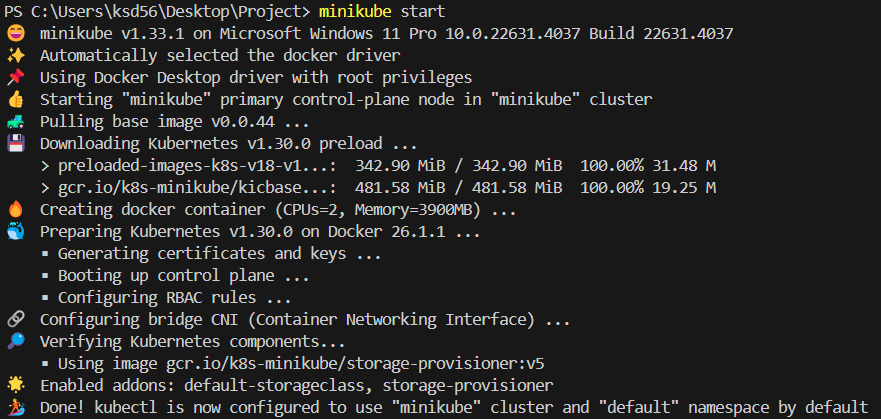 PS C:\Users\ksd56\Desktop\Project> minikube start
😄 minikube v1.33.1 on Microsoft Windows 11 Pro 10.0.22631.4037 Build 22631.4037
✨ Automatically selected the docker driver
📌 Using Docker Desktop driver with root privileges
👍 Starting "minikube" primary control-plane node in "minikube" cluster
🚜 Pulling base image v0.0.44 ...
💾 Downloading Kubernetes v1.30.0 preload ...
> preloaded-images-k8s-v18-v1...: 342.90 MiB / 342.90 MiB 100.00% 31.48 M
> gcr.io/k8s-minikube/kicbase...: 481.58 MiB / 481.58 MiB 100.00% 19.25 M
🔥 Creating docker container (CPUs=2, Memory=3900MB) ...
🐳 Preparing Kubernetes v1.30.0 on Docker 26.1.1 ...
▪ Generating certificates and keys ...
▪ Booting up control plane ...
▪ Configuring RBAC rules ...
🔗 Configuring bridge CNI (Container Networking Interface) ...
🔎 Verifying Kubernetes components...
▪ Using image gcr.io/k8s-minikube/storage-provisioner:v5
🌟 Enabled addons: default-storageclass, storage-provisioner
🏄 Done! kubectl is now configured to use "minikube" cluster and "default" namespace by default